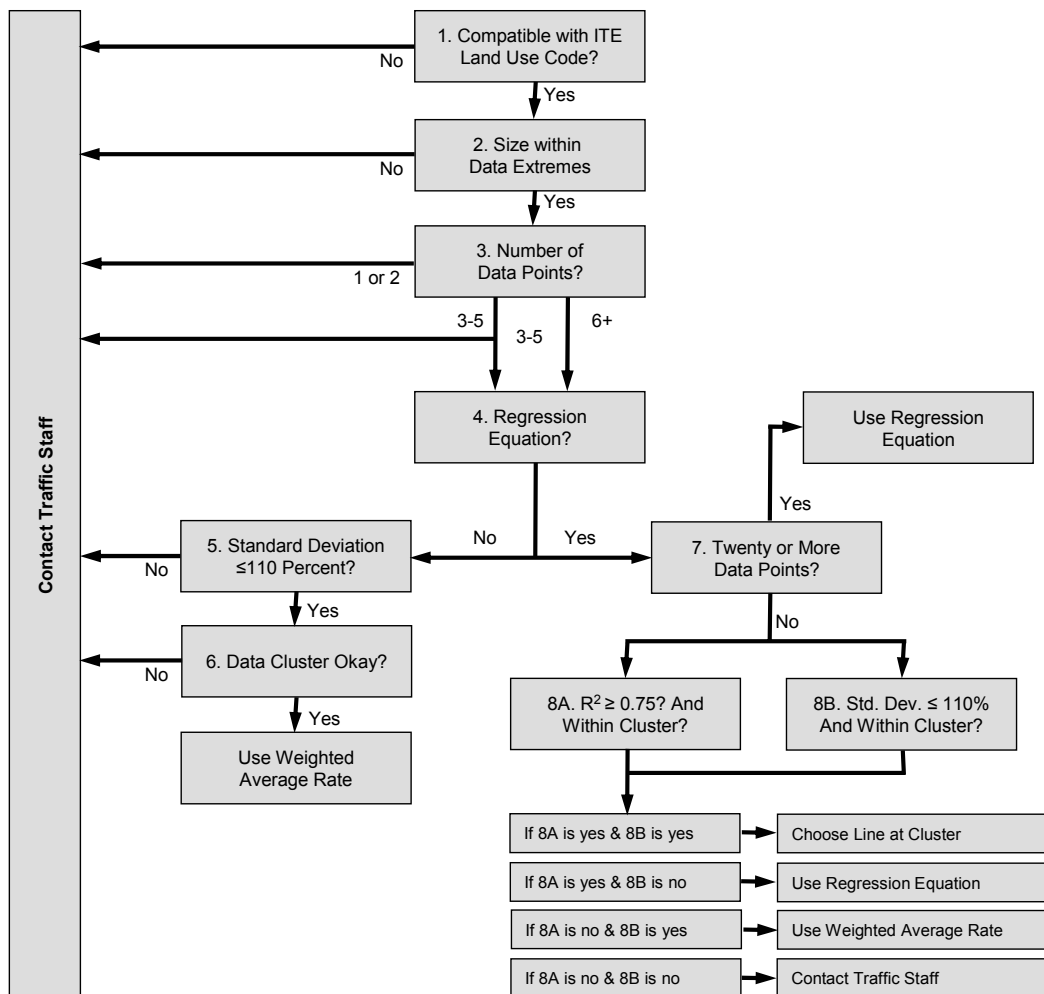 Contact Traffic Staff
1. Compatible with ITE
Land Use Code?
No
Yes
2. Size within
Data Extremes
No
Yes
3. Number of
Data Points?
1 or 2
3-5
3-5
6+
4. Regression
Equation?
Use Regression
Equation
Yes
No
Yes
5. Standard Deviation
≤110 Percent?
7. Twenty or More
Data Points?
No
Yes
No
6. Data Cluster Okay?
No
Yes
8A. R² ≥ 0.75? And
Within Cluster?
8B. Std. Dev. ≤ 110%
And Within Cluster?
Use Weighted
Average Rate
If 8A is yes & 8B is yes
Choose Line at Cluster
If 8A is yes & 8B is no
Use Regression Equation
If 8A is no & 8B is yes
Use Weighted Average Rate
If 8A is no & 8B is no
Contact Traffic Staff